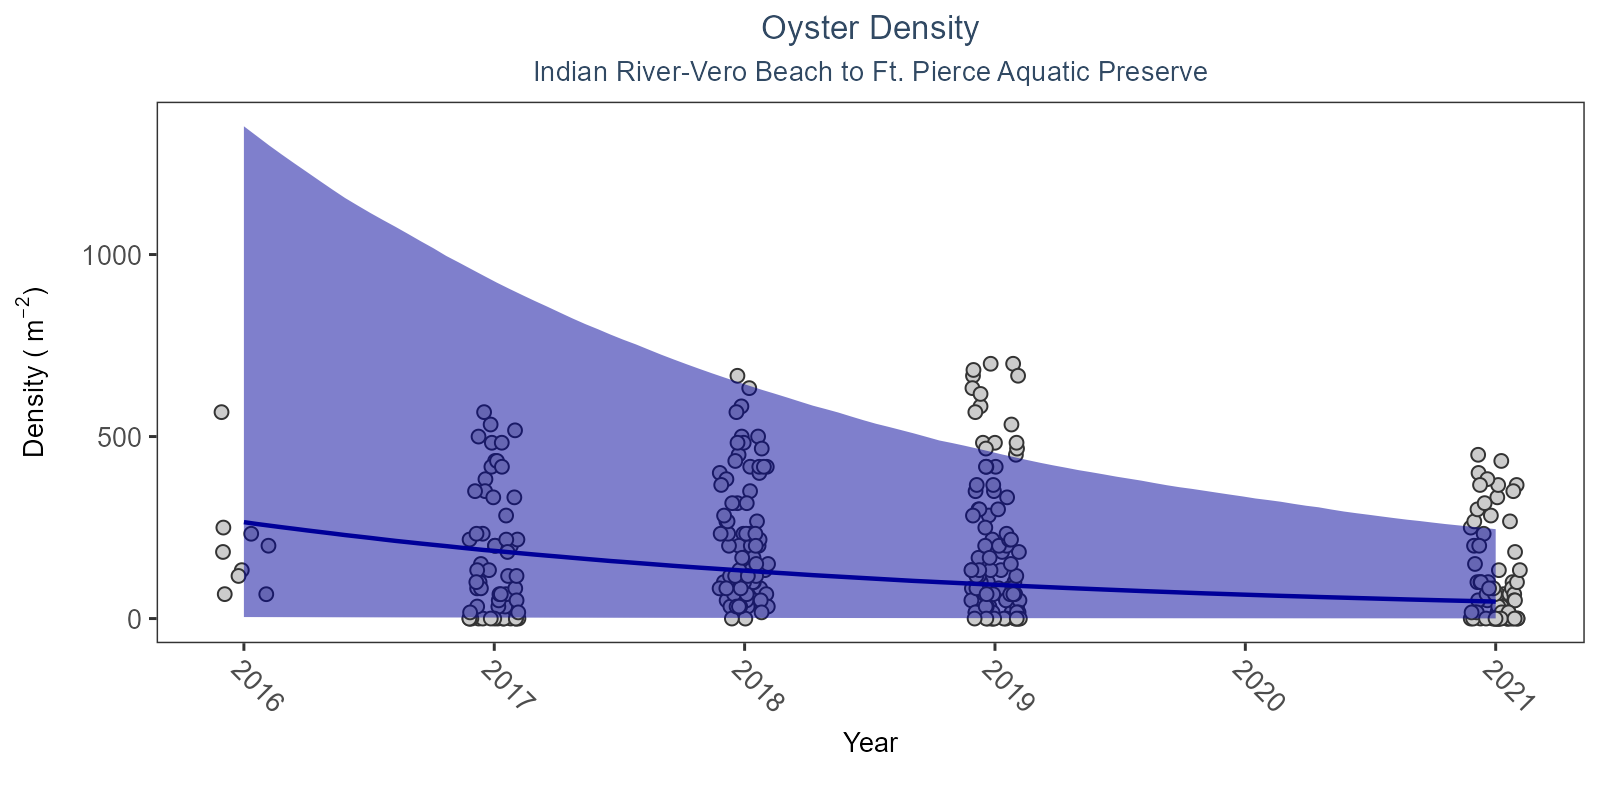 Oyster Density
Indian River-Vero Beach to Ft. Pierce Aquatic Preserve
Density ( m⁻²)
1000
500
0
2016
2017
2018
2019
2020
2021
Year